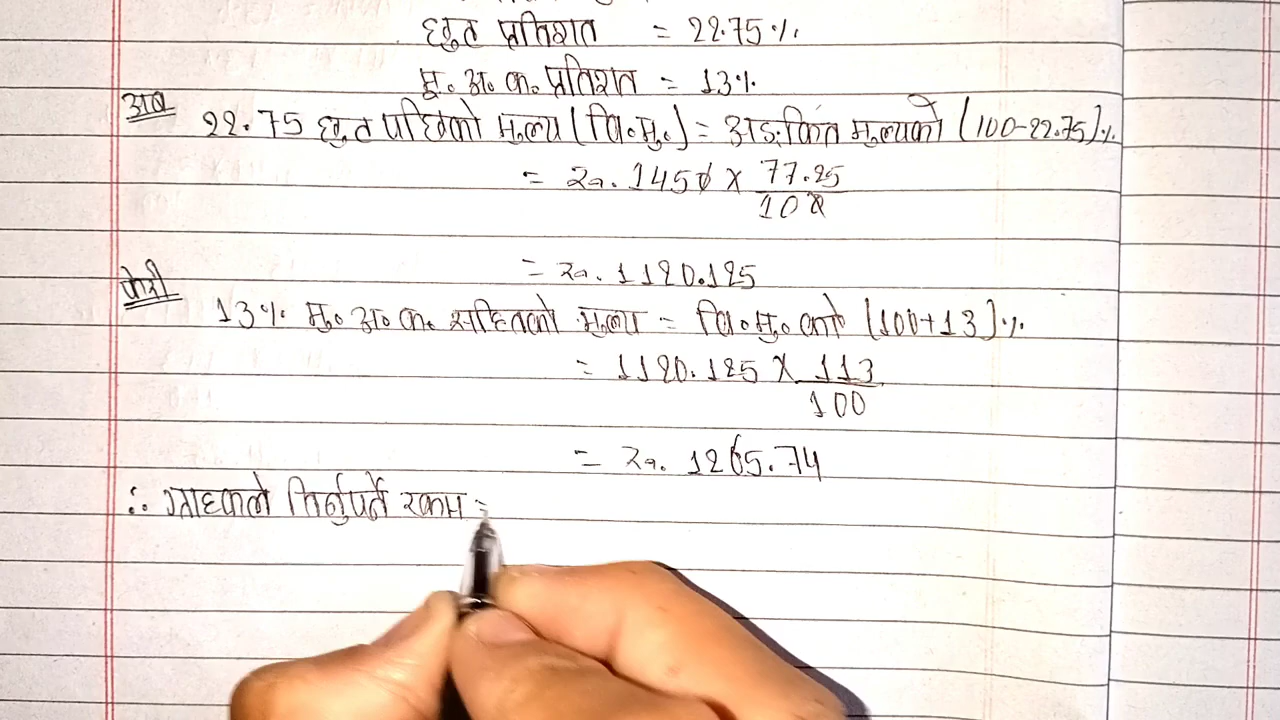 छुट प्रतिशत = 22.75%
मु. अ. क. प्रतिशत = 13%
अब
22.75 छुट पछिको मुल्य (वि.मु.) = अङ्कित मुल्यको (100-22.75)%
= रु. 1450 × 77.25/100
= रु. 1120.125
फेरी
13% मु. अ. क. सहितको मुल्य = वि.मु. को (100+13)%
= 1120.125 × 113/100
= रु. 1265.74
∴ ग्राहकले तिर्नुपर्ने रकम =